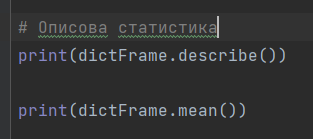 # Описова статистика
print(dictFrame.describe())
print(dictFrame.mean())